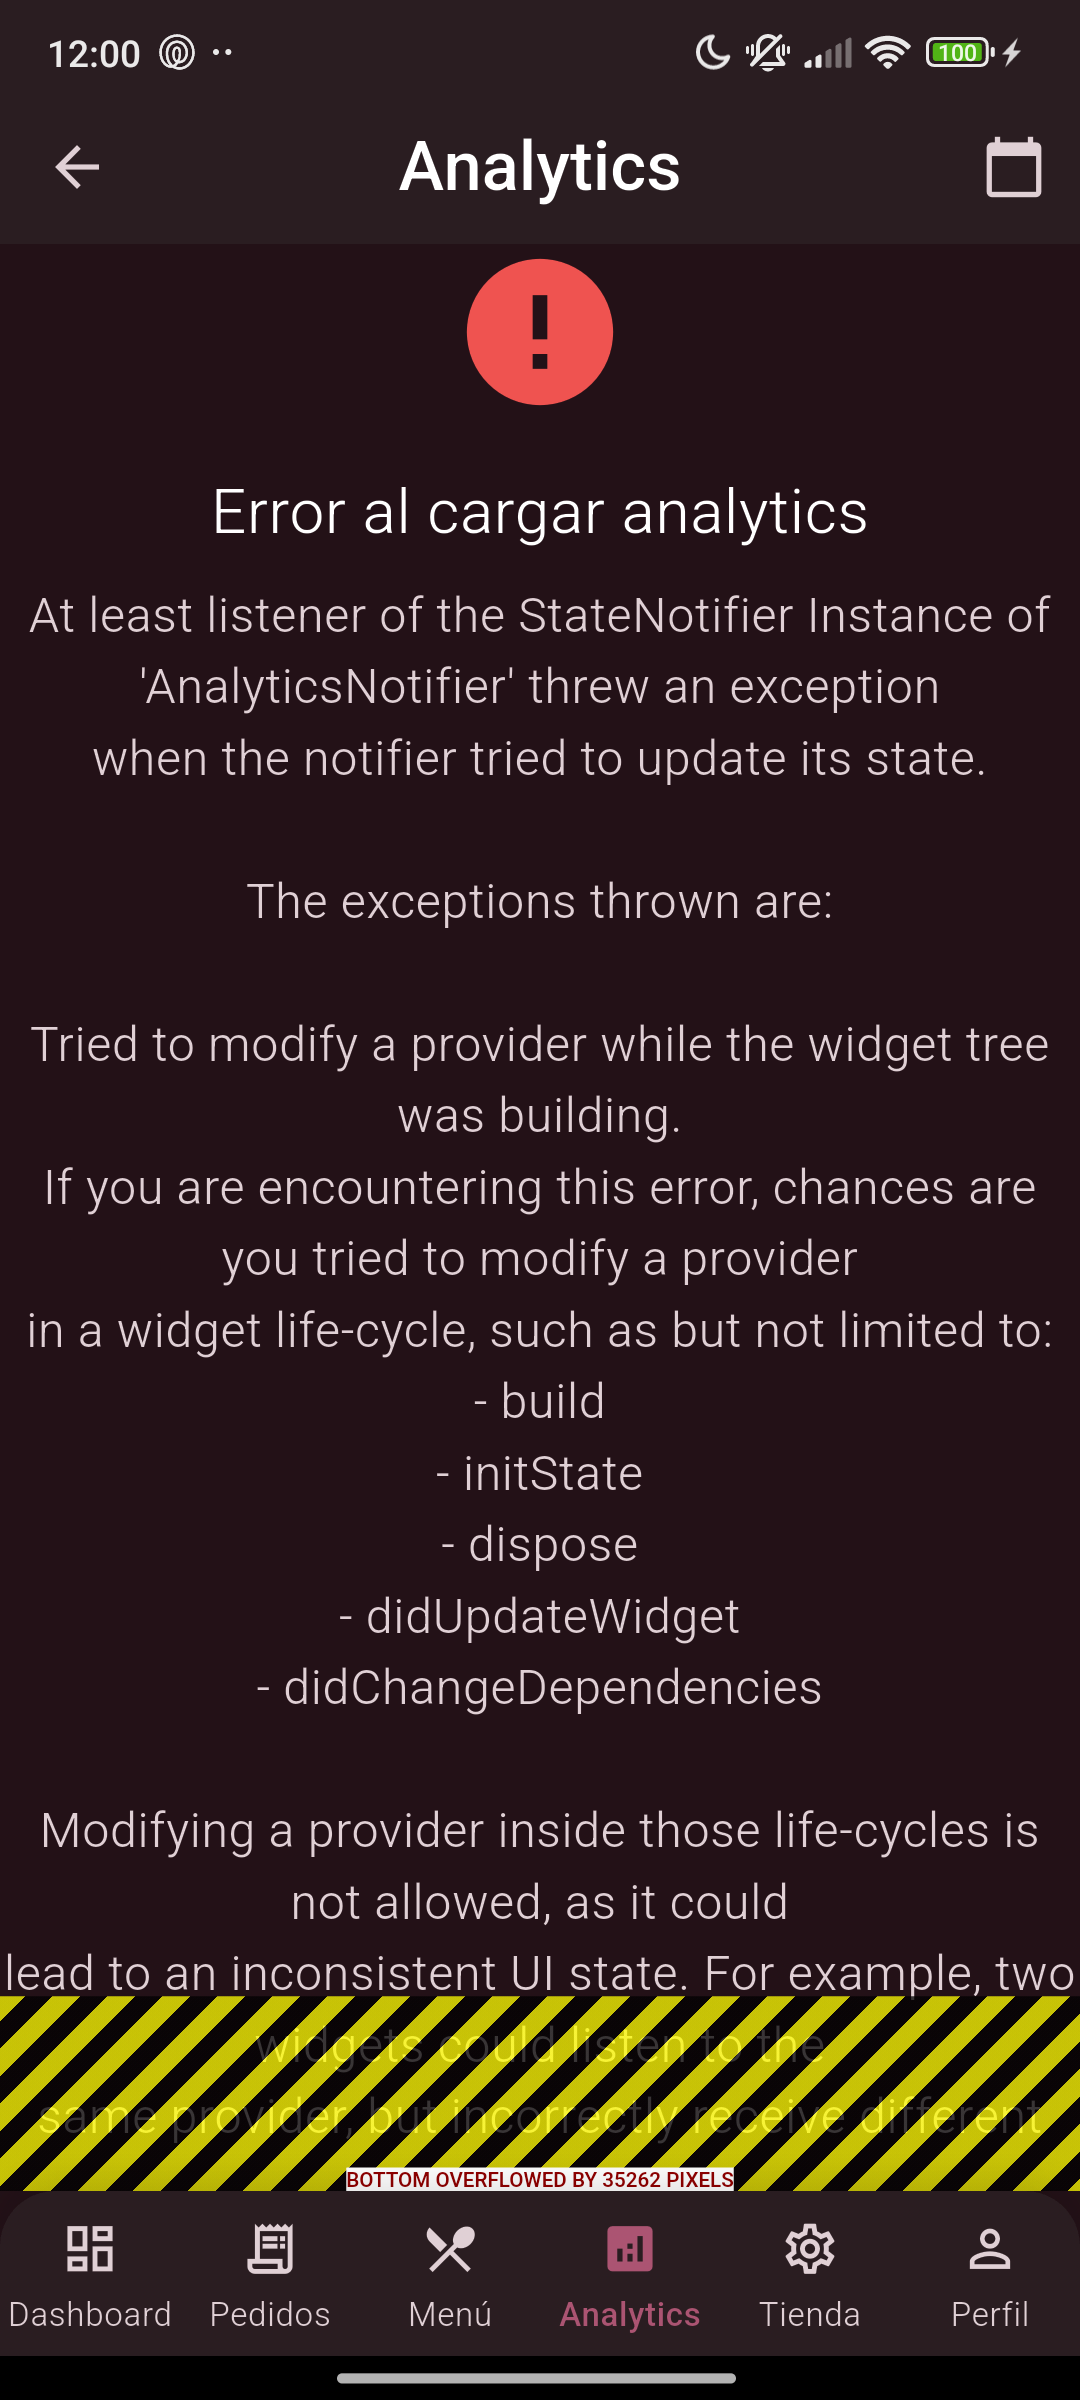 12:00
100
Analytics
Error al cargar analytics
At least listener of the StateNotifier Instance of
'AnalyticsNotifier' threw an exception
when the notifier tried to update its state.
The exceptions thrown are:
Tried to modify a provider while the widget tree
was building.
If you are encountering this error, chances are
you tried to modify a provider
in a widget life-cycle, such as but not limited to:
- build
- initState
- dispose
- didUpdateWidget
- didChangeDependencies
Modifying a provider inside those life-cycles is
not allowed, as it could
lead to an inconsistent UI state. For example, two
widgets could listen to the
same provider, but incorrectly receive different
BOTTOM OVERFLOWED BY 35262 PIXELS
Dashboard
Pedidos
Menú
Analytics
Tienda
Perfil